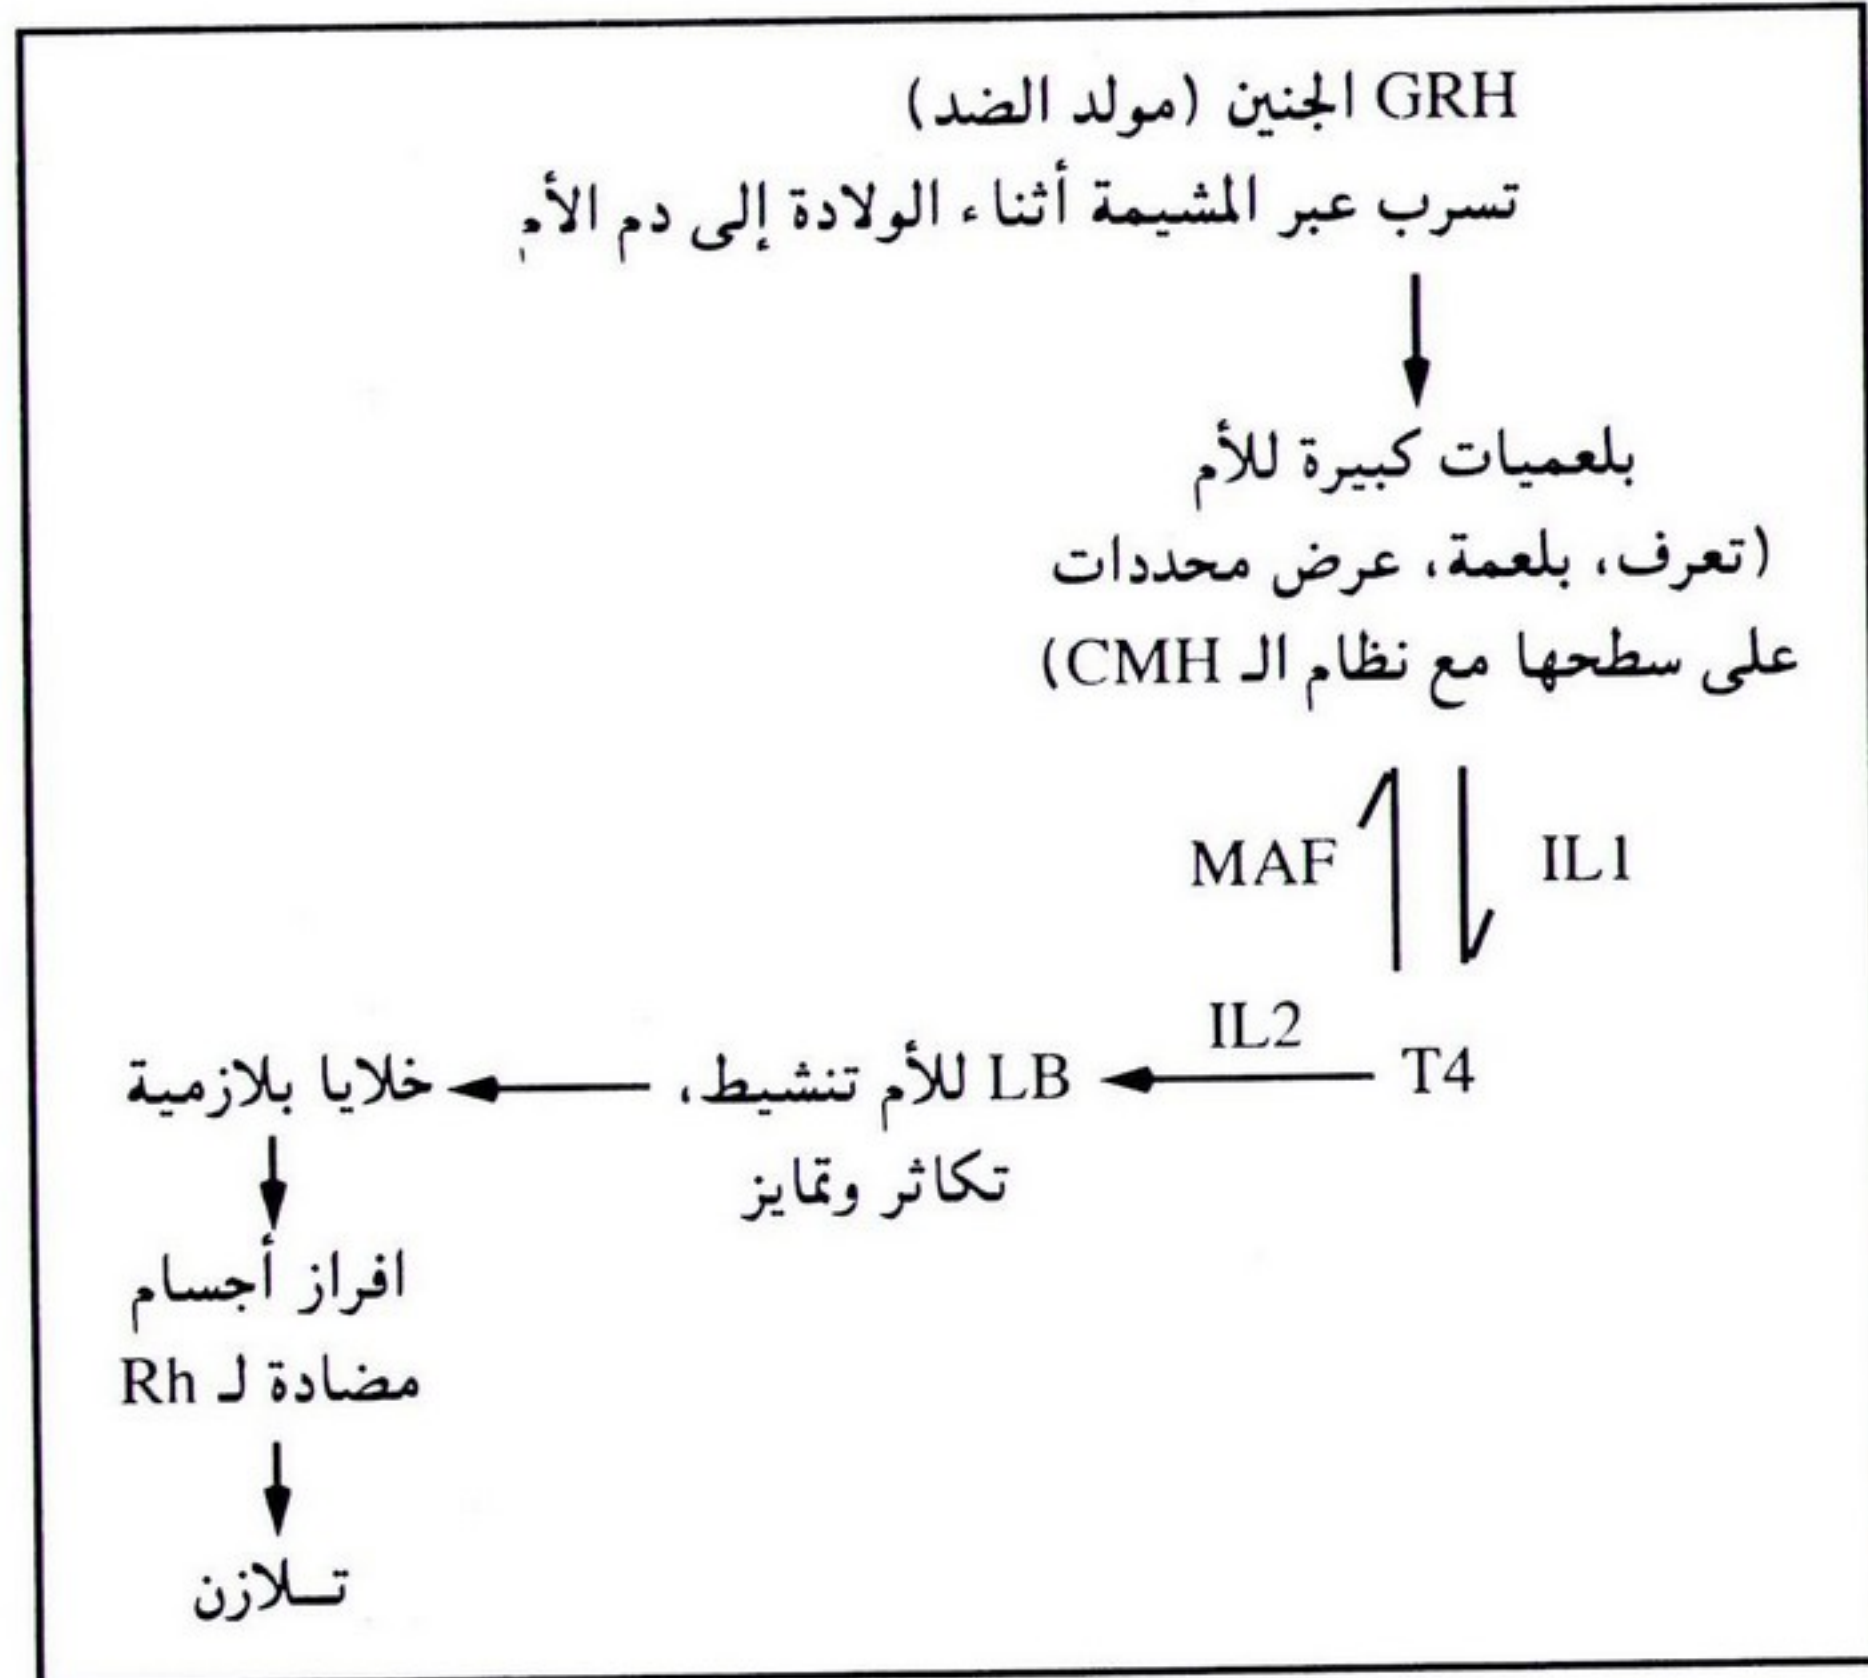 GRH الجنين (مولد الضد)
تسرب عبر المشيمة أثناء الولادة إلى دم الأم
بلعميات كبيرة للأم
(تعرف، بلعمة، عرض محددات
على سطحها مع نظام الـ CMH)
MAF
IL1
IL2
T4
LB للأم تنشيط،
تكاثر وتمايز
خلايا بلازمية
افراز أجسام
مضادة لـ Rh
تــلازن